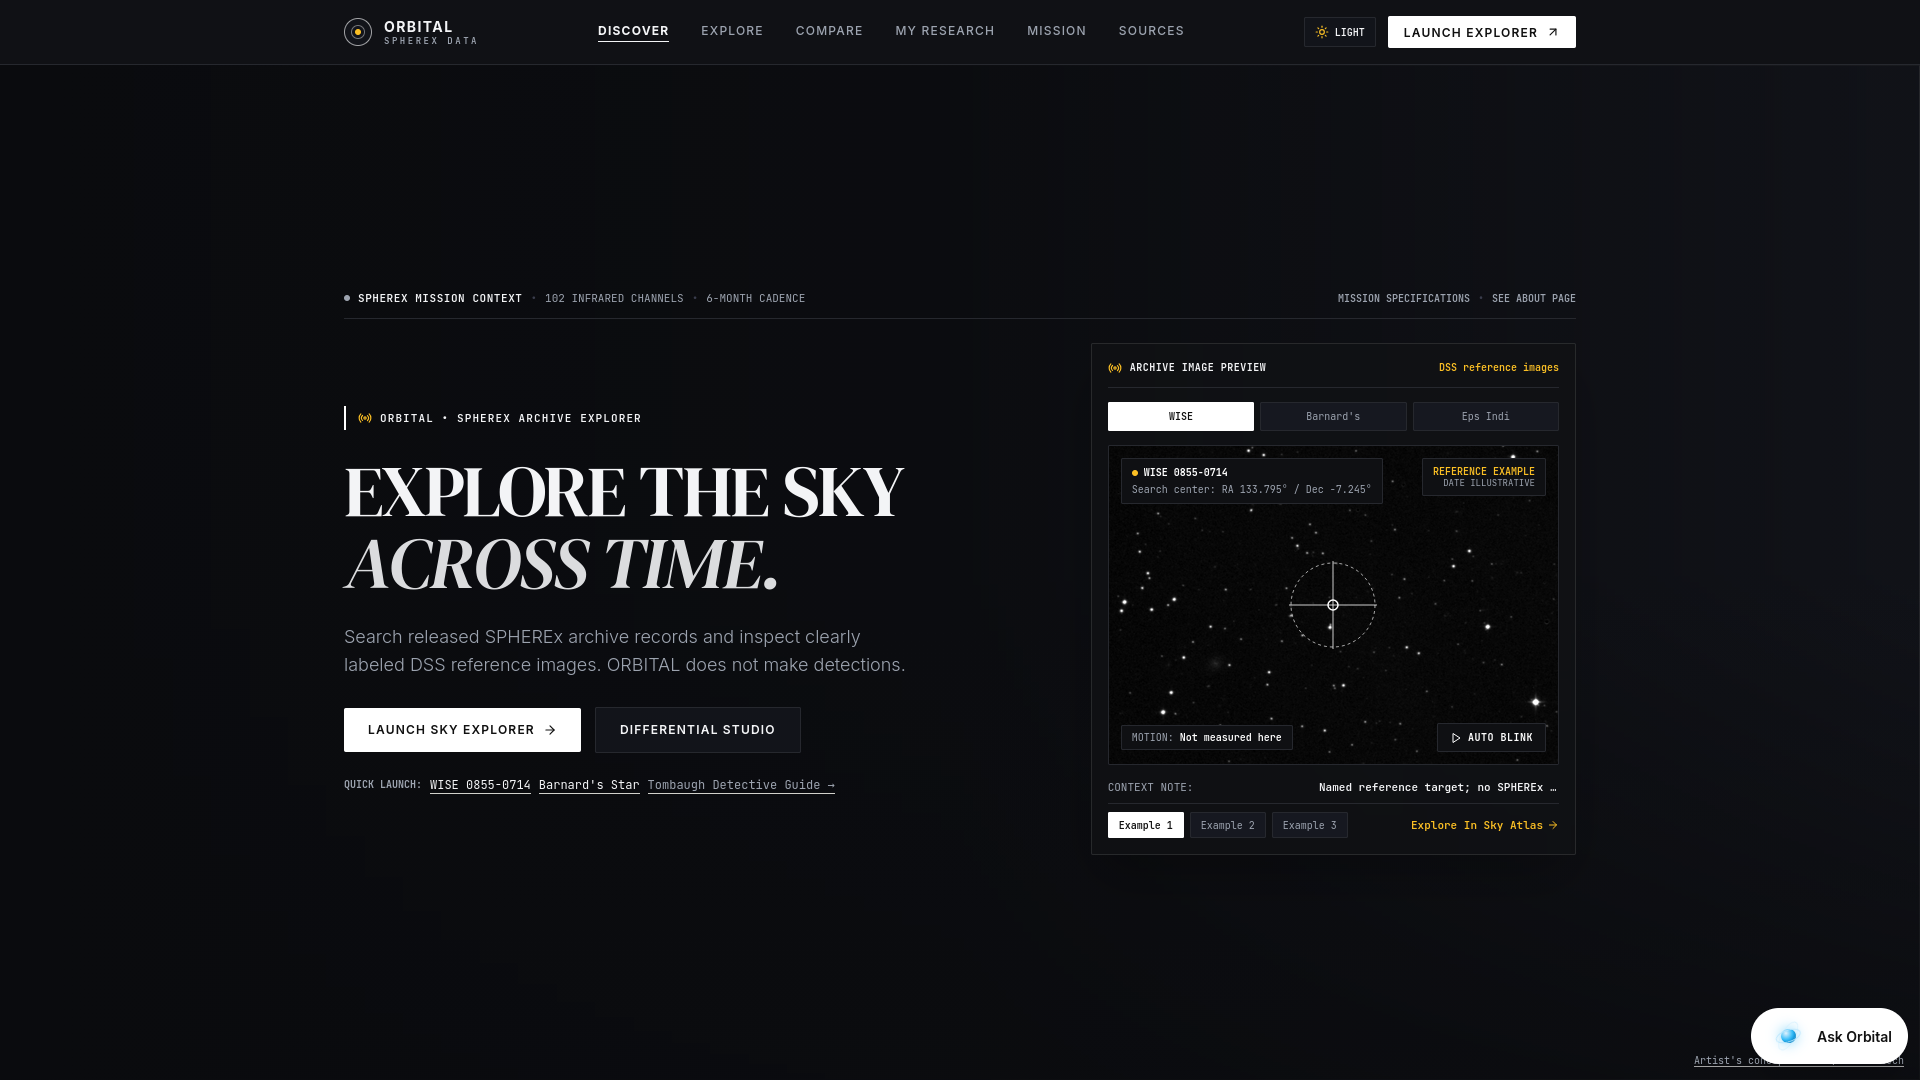 ORBITAL
SPHEREX DATA
DISCOVER
EXPLORE
COMPARE
MY RESEARCH
MISSION
SOURCES
LIGHT
LAUNCH EXPLORER
SPHEREX MISSION CONTEXT • 102 INFRARED CHANNELS • 6-MONTH CADENCE
MISSION SPECIFICATIONS • SEE ABOUT PAGE
ORBITAL • SPHEREX ARCHIVE EXPLORER
EXPLORE THE SKY
ACROSS TIME.
Search released SPHEREx archive records and inspect clearly
labeled DSS reference images. ORBITAL does not make detections.
LAUNCH SKY EXPLORER →
DIFFERENTIAL STUDIO
QUICK LAUNCH: WISE 0855-0714 Barnard's Star Tombaugh Detective Guide →
ARCHIVE IMAGE PREVIEW
DSS reference images
WISE
Barnard's
Eps Indi
WISE 0855-0714
Search center: RA 133.795° / Dec -7.245°
REFERENCE EXAMPLE
DATE ILLUSTRATIVE
MOTION: Not measured here
AUTO BLINK
CONTEXT NOTE:
Named reference target; no SPHEREx …
Example 1
Example 2
Example 3
Explore In Sky Atlas →
Ask Orbital
Artist's